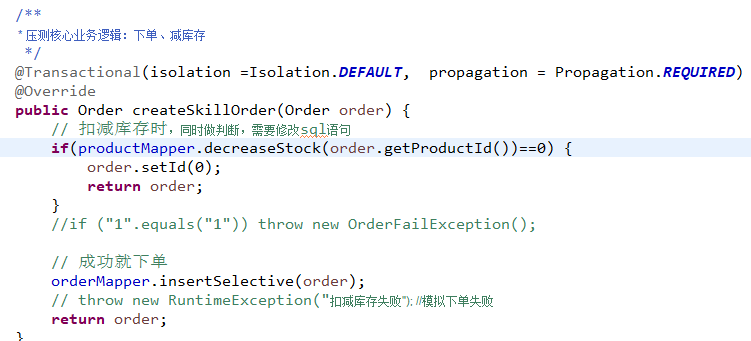 /**
* 压测核心业务逻辑：下单、减库存
*/
@Transactional(isolation =Isolation.DEFAULT,  propagation = Propagation.REQUIRED)
@Override
public Order createSkillOrder(Order order) {
// 扣减库存时，同时做判断，需要修改sql语句
if(productMapper.decreaseStock(order.getProductId())==0) {
order.setId(0);
return order;
}
//if ("1".equals("1")) throw new OrderFailException();
// 成功就下单
orderMapper.insertSelective(order);
// throw new RuntimeException("扣减库存失败"); //模拟下单失败
return order;
}